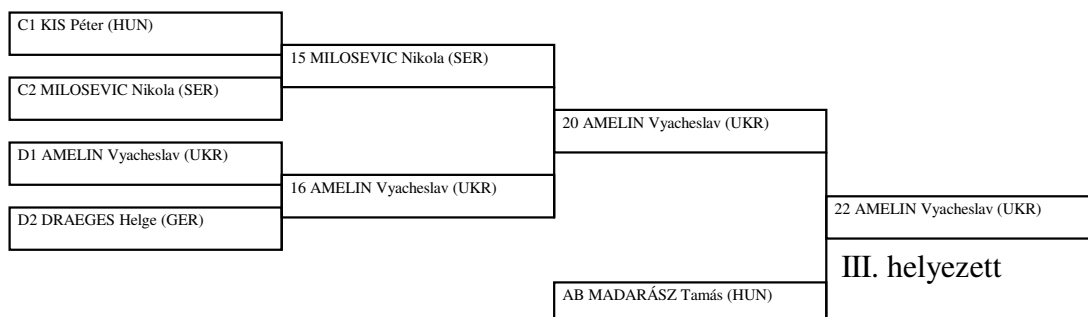 C1 KIS Péter (HUN)
15 MILOSEVIC Nikola (SER)
C2 MILOSEVIC Nikola (SER)
20 AMELIN Vyacheslav (UKR)
D1 AMELIN Vyacheslav (UKR)
16 AMELIN Vyacheslav (UKR)
22 AMELIN Vyacheslav (UKR)
D2 DRAEGES Helge (GER)
III. helyezett
AB MADARÁSZ Tamás (HUN)